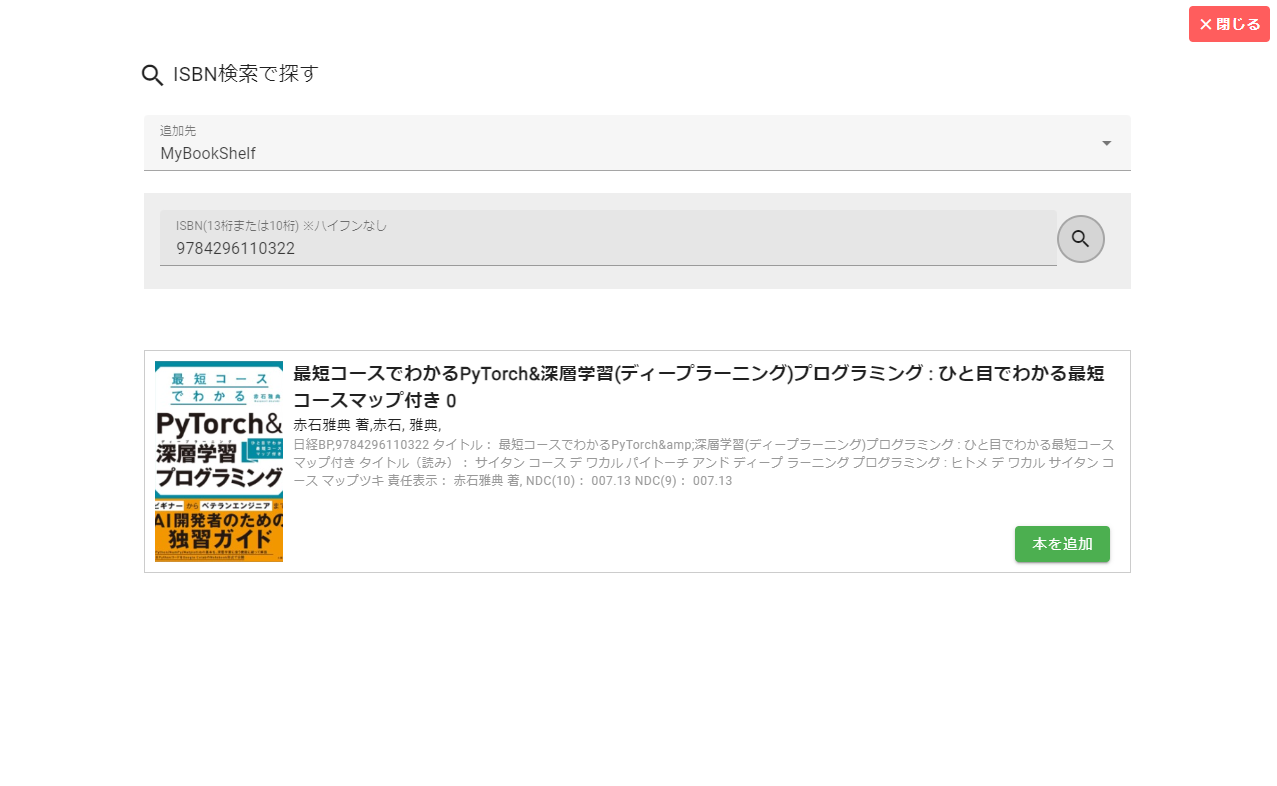 閉じる
ISBN検索で探す
追加先
MyBookShelf
ISBN(13桁または10桁) ※ハイフンなし
9784296110322
最短コース
でわかる 赤石雅典
PyTorch&
ディープラーニング
深層学習
プログラミング
ビギナーからベテランエンジニアまで
AI開発者のための
独習ガイド
最短コースでわかるPyTorch&深層学習(ディープラーニング)プログラミング : ひと目でわかる最短
コースマップ付き 0
赤石雅典 著,赤石, 雅典,
日経BP,9784296110322 タイトル： 最短コースでわかるPyTorch&amp;深層学習(ディープラーニング)プログラミング : ひと目でわかる最短コース
マップ付き タイトル（読み）： サイタン コース デ ワカル パイトーチ アンド ディープ ラーニング プログラミング : ヒトメ デ ワカル サイタン コ
ース マップツキ 責任表示： 赤石雅典 著, NDC(10)： 007.13 NDC(9)： 007.13
本を追加